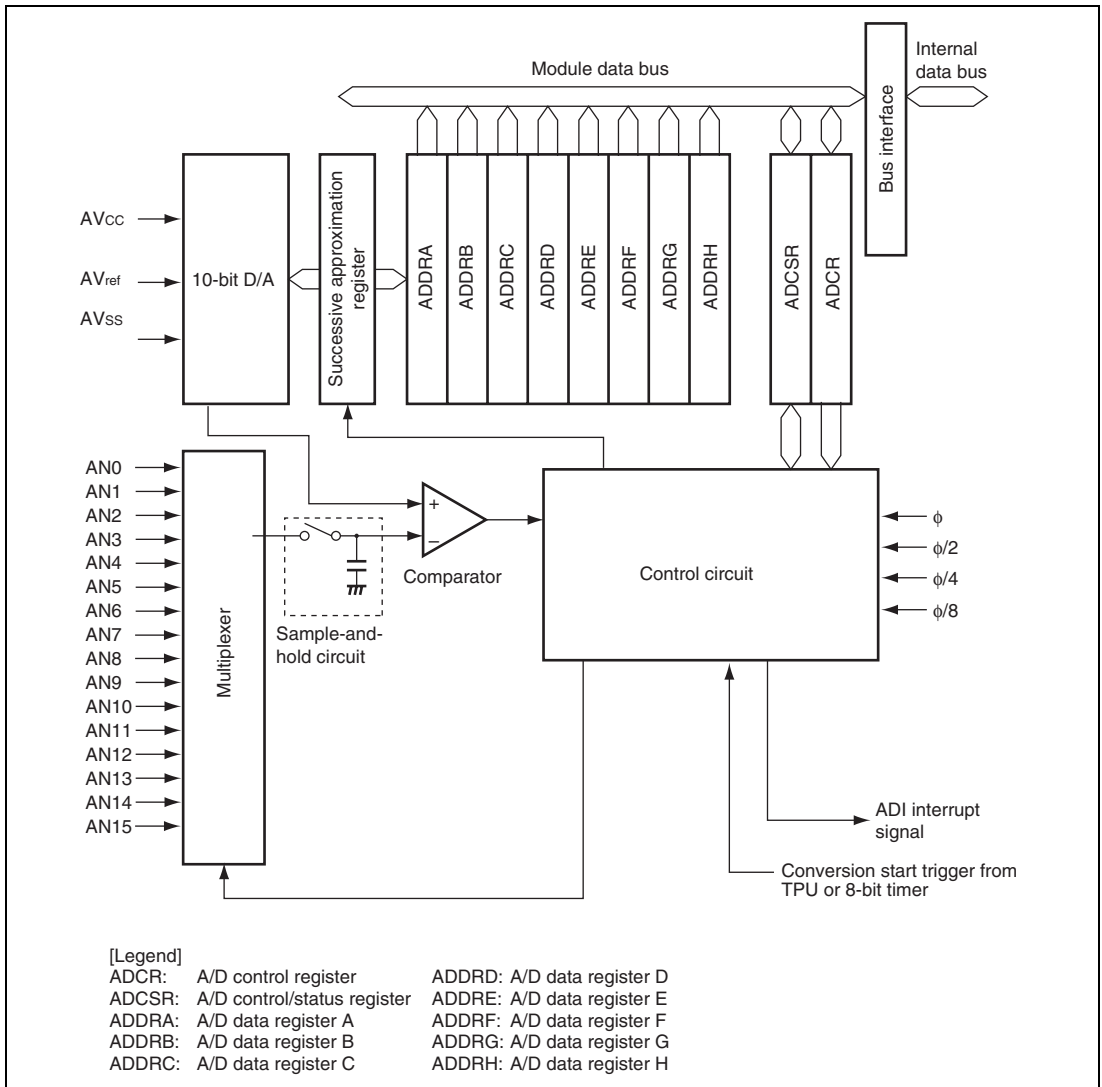 Module data bus
Internal
data bus
Bus interface
AVCC
AVref
AVSS
10-bit D/A
Successive approximation
register
ADDRA
ADDRB
ADDRC
ADDRD
ADDRE
ADDRF
ADDRG
ADDRH
ADCSR
ADCR
AN0
AN1
AN2
AN3
AN4
AN5
AN6
AN7
AN8
AN9
AN10
AN11
AN12
AN13
AN14
AN15
Multiplexer
+
−
Comparator
Sample-and-
hold circuit
Control circuit
ϕ
ϕ/2
ϕ/4
ϕ/8
ADI interrupt
signal
Conversion start trigger from
TPU or 8-bit timer
[Legend]
ADCR: A/D control register
ADCSR: A/D control/status register
ADDRA: A/D data register A
ADDRB: A/D data register B
ADDRC: A/D data register C
ADDRD: A/D data register D
ADDRE: A/D data register E
ADDRF: A/D data register F
ADDRG: A/D data register G
ADDRH: A/D data register H